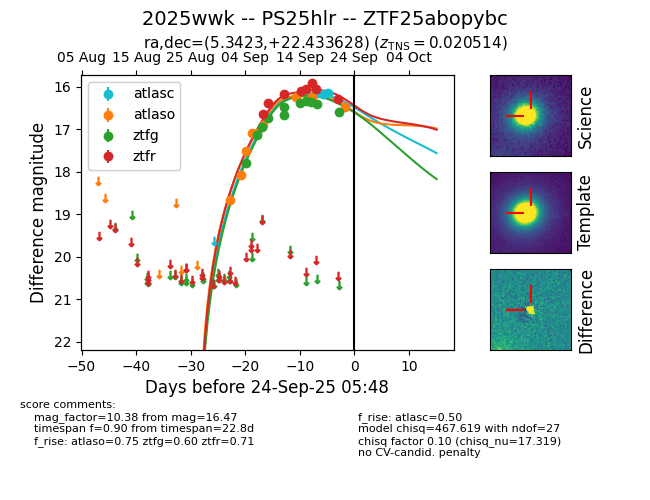 2025wwk -- PS25hlr -- ZTF25abopybc
ra,dec=(5.3423,+22.433628) (z_TNS = 0.020514)
05 Aug 15 Aug 25 Aug 04 Sep 14 Sep 24 Sep 04 Oct
16
17
18
19
20
21
22
Difference magnitude
atlasc
atlaso
ztfg
ztfr
−50 −40 −30 −20 −10 0 10
Days before 24-Sep-25 05:48
Science
Template
Difference
score comments:
mag_factor=10.38 from mag=16.47
timespan f=0.90 from timespan=22.8d
f_rise: atlaso=0.75 ztfg=0.60 ztfr=0.71
f_rise: atlasc=0.50
model chisq=467.619 with ndof=27
chisq factor 0.10 (chisq_nu=17.319)
no CV-candid. penalty